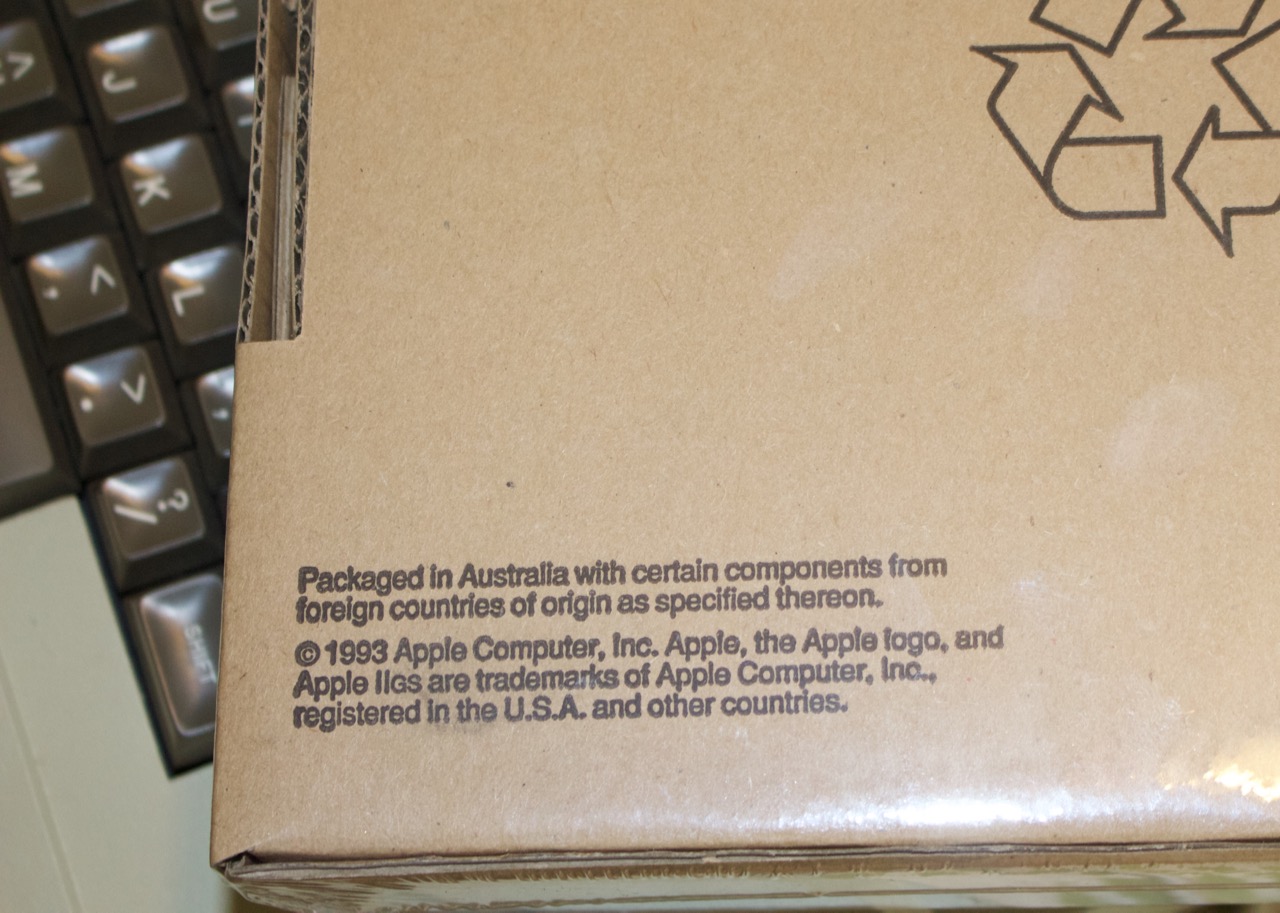 U
^
J
M
K
< ,
L
> .
? /
SHIFT
Packaged in Australia with certain components from
foreign countries of origin as specified thereon.
© 1993 Apple Computer, Inc. Apple, the Apple logo, and
Apple IIGS are trademarks of Apple Computer, Inc.,
registered in the U.S.A. and other countries.